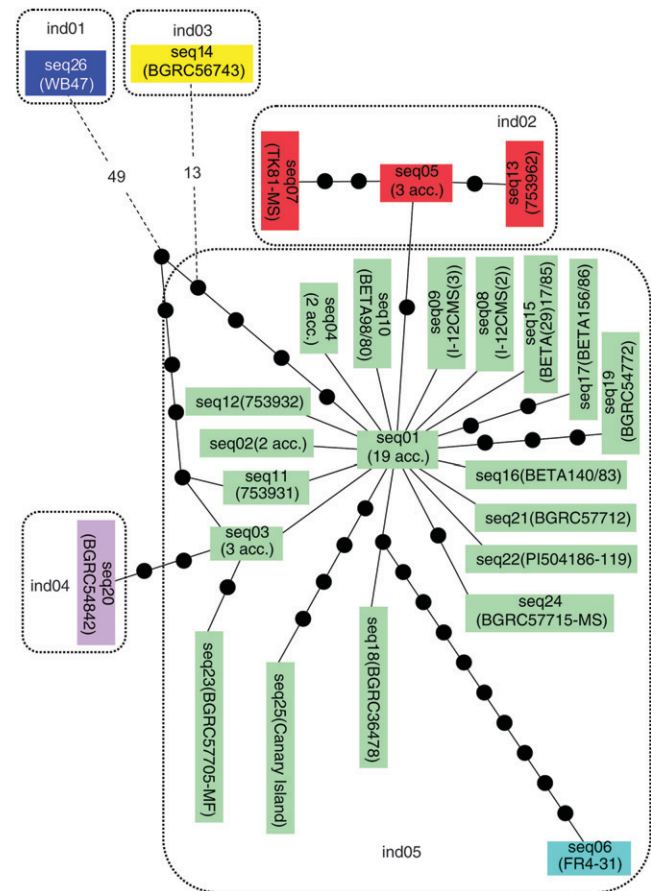 ind01
seq26
(WB47)
ind03
seq14
(BGRC56743)
ind02
seq07
(TK81-MS)
seq05
(3 acc.)
seq13
(753962)
49
13
seq04
(2 acc.)
seq10
(BETA98/80)
seq09
(I-12CMS(3))
seq08
(I-12CMS(2))
seq15
(BETA(29)17/85)
seq17(BETA156/86)
seq19
(BGRC54772)
seq12(753932)
seq02(2 acc.)
seq01
(19 acc.)
seq11
(753931)
seq16(BETA140/83)
seq21(BGRC57712)
seq03
(3 acc.)
seq22(PI504186-119)
ind04
seq20
(BGRC54842)
seq24
(BGRC57715-MS)
seq23(BGRC57705-MF)
seq25(Canary Island)
seq18(BGRC36478)
ind05
seq06
(FR4-31)